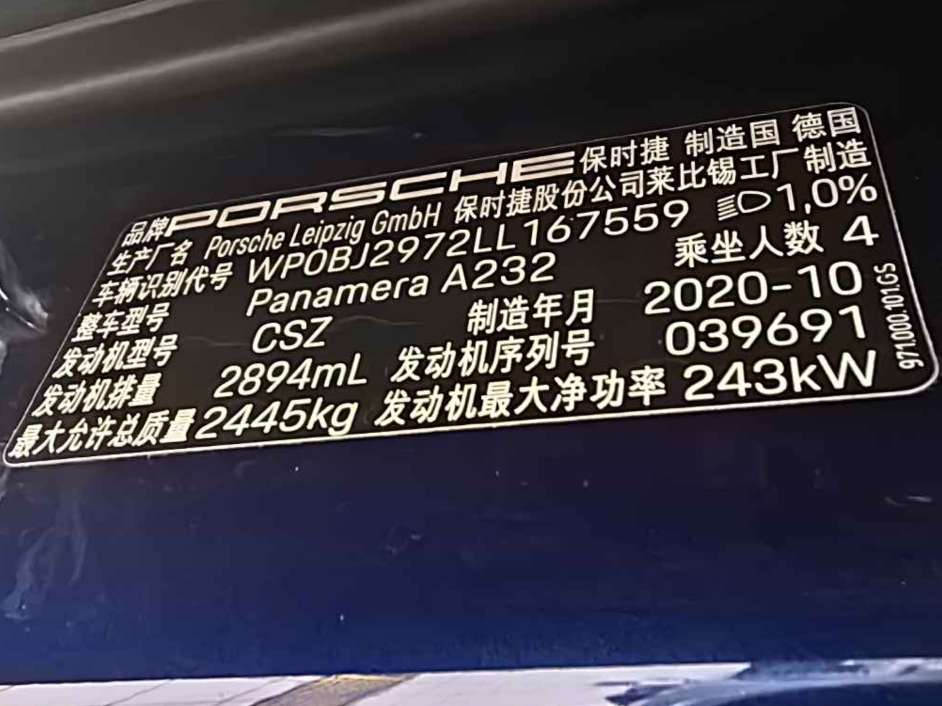 品牌 PORSCHE 保时捷 制造国 德国
生产厂名 Porsche Leipzig GmbH 保时捷股份公司莱比锡工厂制造
车辆识别代号 WP0BJ2972LL167559 1,0%
整车型号 Panamera A232 乘坐人数 4
发动机型号 CSZ 制造年月 2020-10
发动机排量 2894mL 发动机序列号 039691
最大允许总质量 2445kg 发动机最大净功率 243kW
971.000.101.GS